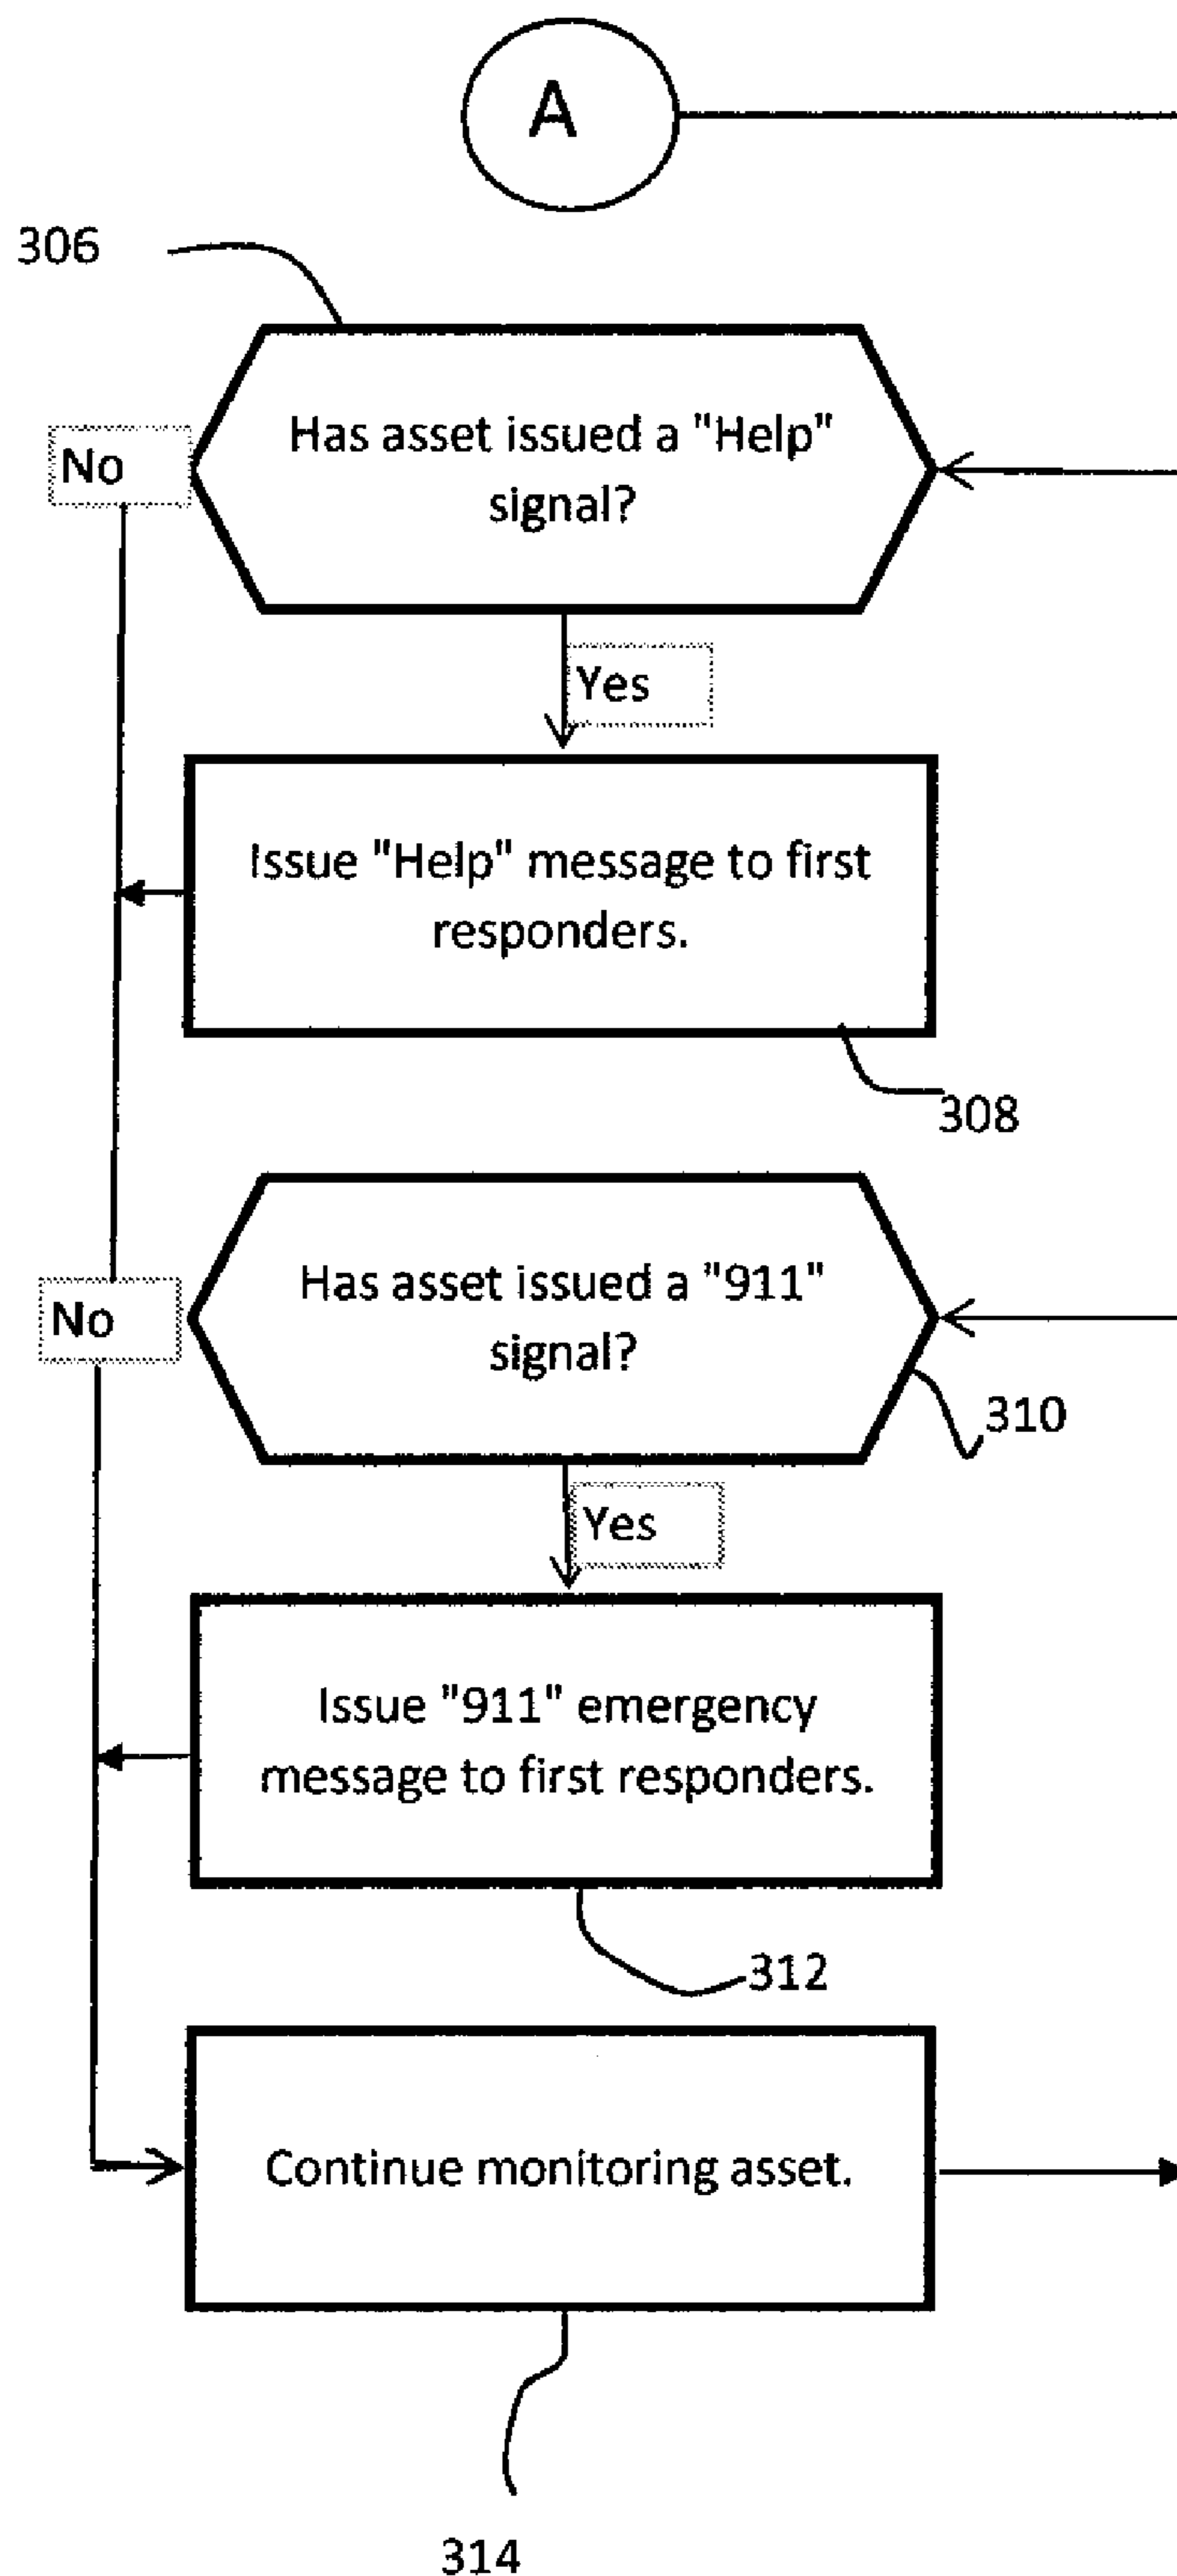 A
306
Has asset issued a "Help"
signal?
No
Yes
Issue "Help" message to first
responders.
308
Has asset issued a "911"
signal?
No
310
Yes
Issue "911" emergency
message to first responders.
312
Continue monitoring asset.
314